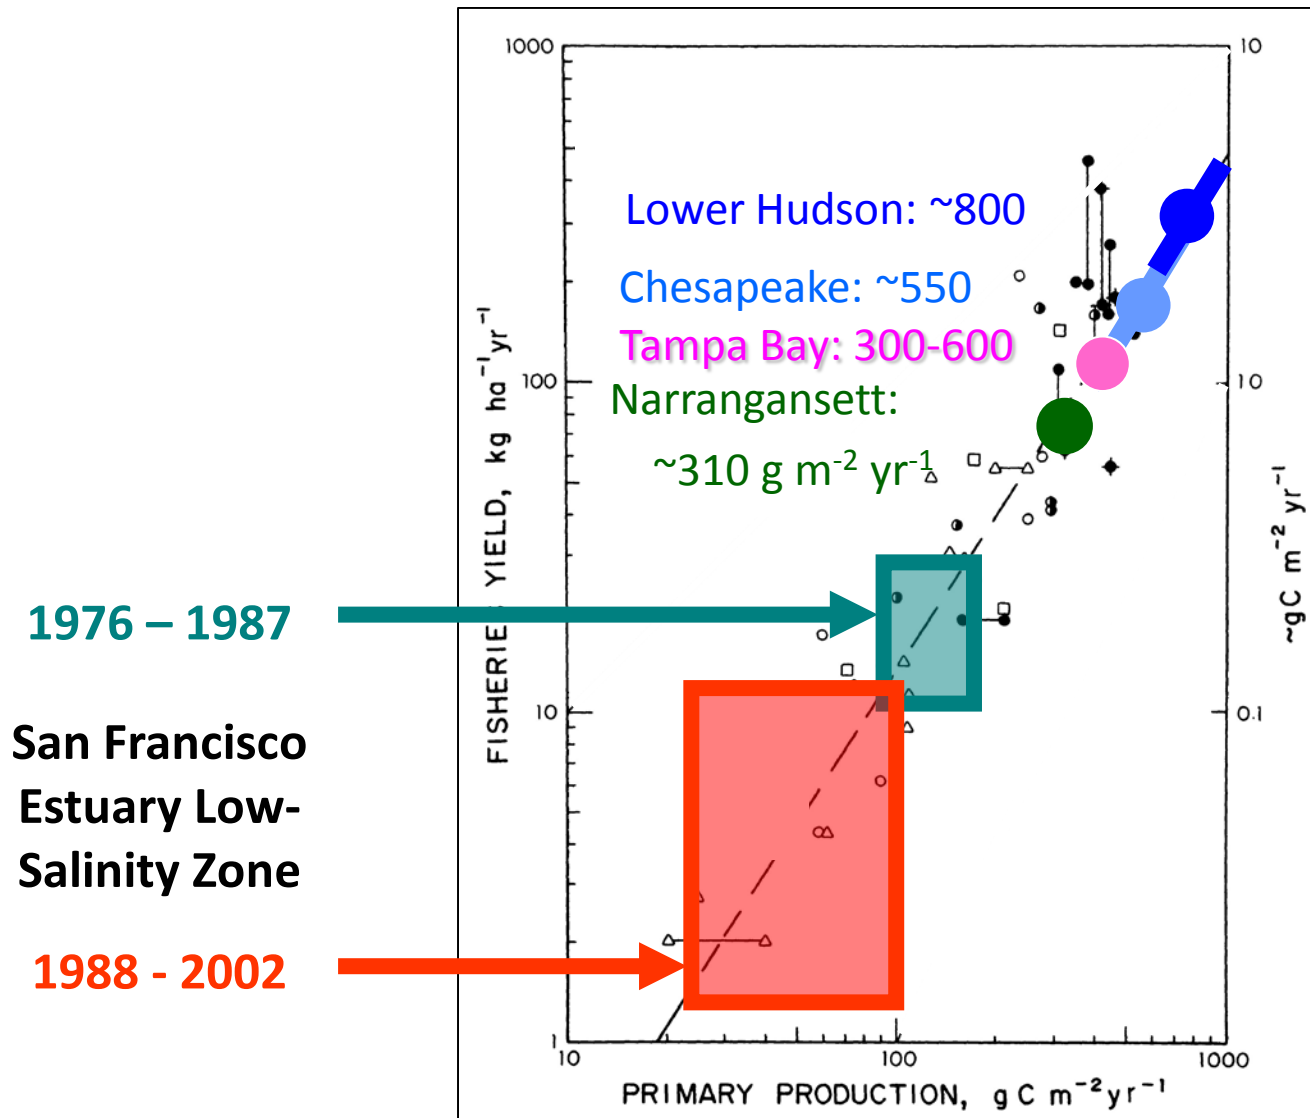 1000
10
Lower Hudson: ~800
Chesapeake: ~550
Tampa Bay: 300-600
Narrangansett:
~310 g m-2 yr-1
100
1.0
FISHERIES YIELD, kg ha-1 yr-1
~gC m-2 yr-1
1976 – 1987
San Francisco
Estuary Low-
Salinity Zone
1988 - 2002
10
0.1
1
10
100
1000
PRIMARY PRODUCTION, gC m-2 yr-1